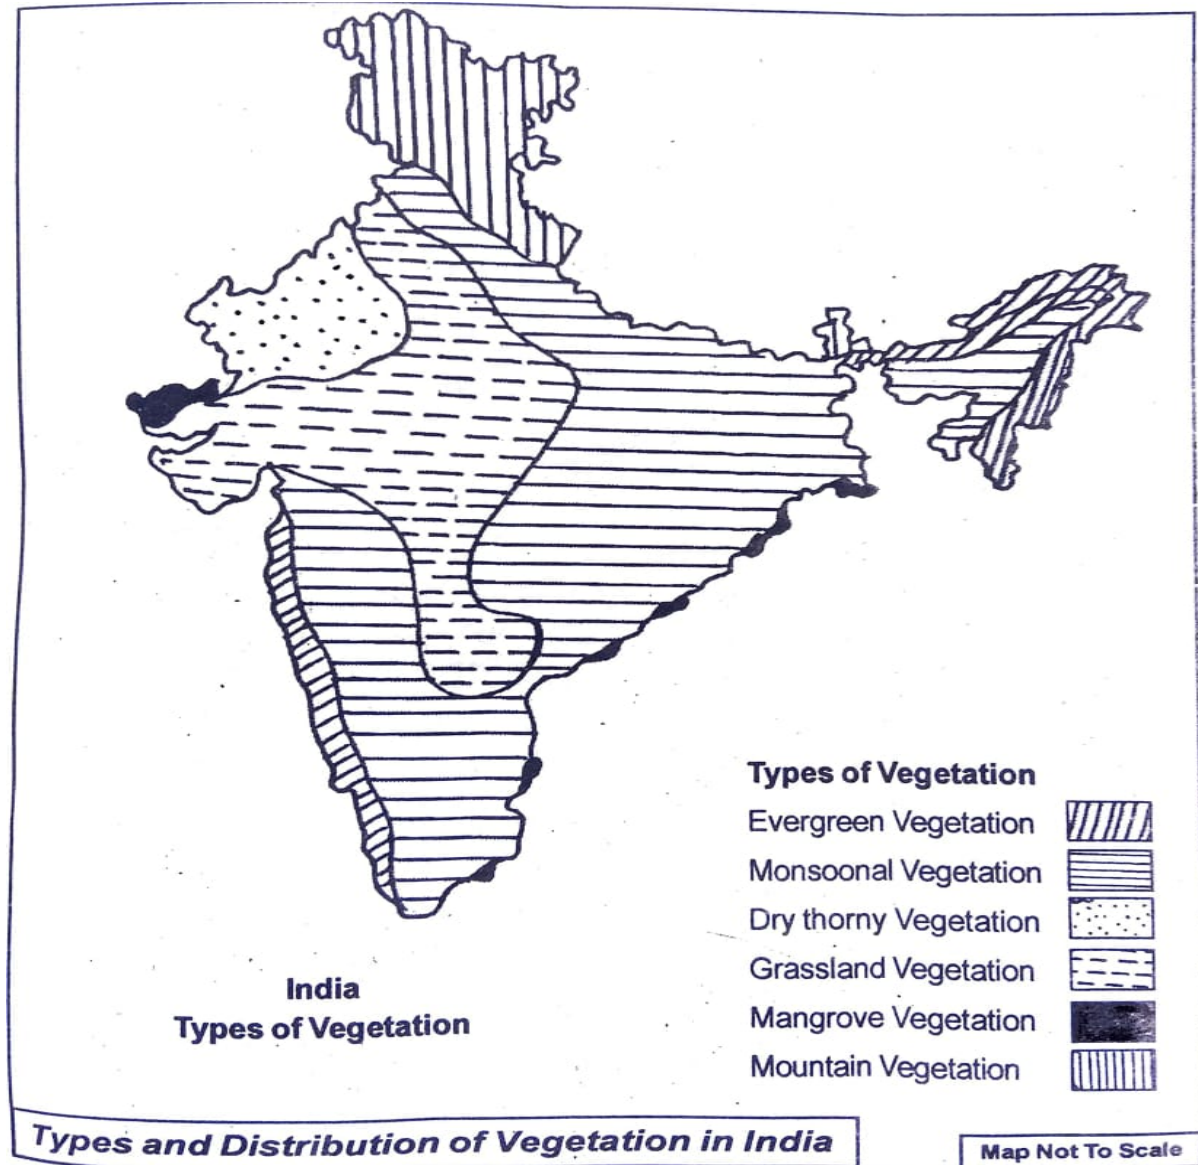 Types of Vegetation
Evergreen Vegetation
Monsoonal Vegetation
Dry thorny Vegetation
Grassland Vegetation
Mangrove Vegetation
Mountain Vegetation
India
Types of Vegetation
Types and Distribution of Vegetation in India
Map Not To Scale